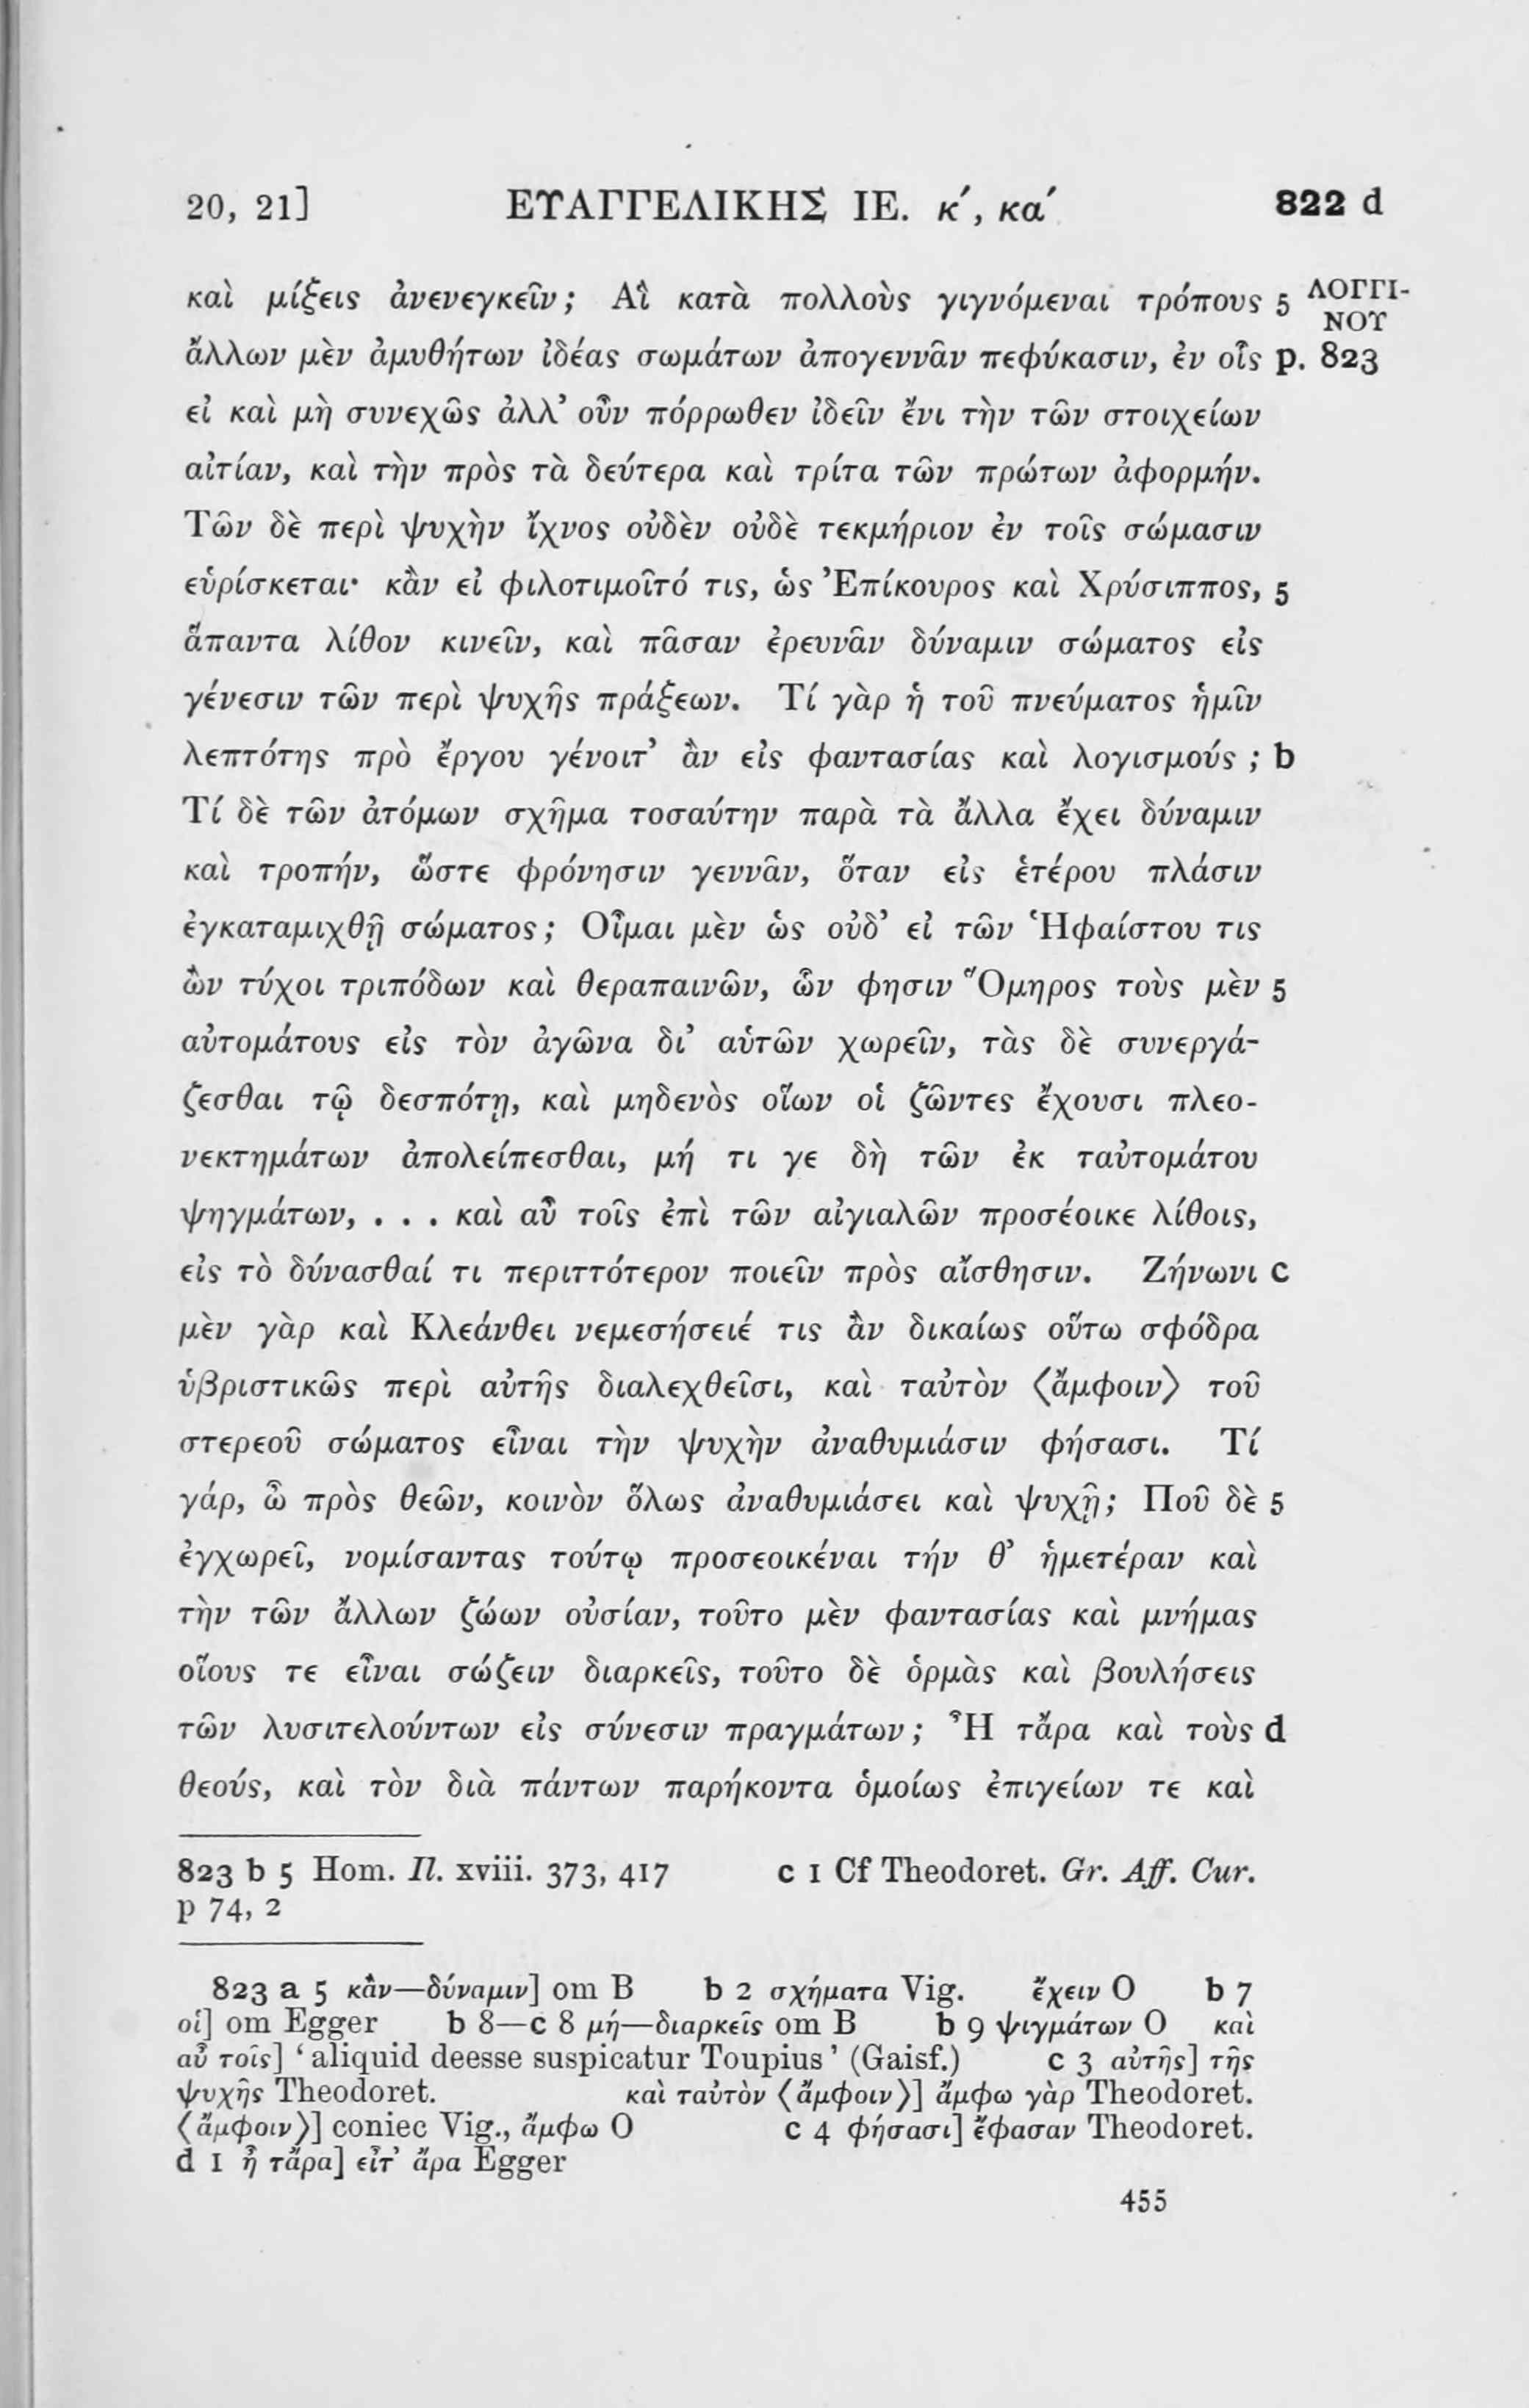 20, 21] ΕΥΑΓΓΕΛΙΚΗΣ ΙΕ. κ´, κα´ 822 d
καὶ μίξεις ἀνενεγκεῖν; Αἳ κατὰ πολλοὺς γιγνόμεναι τρόπους 5 ΛΟΓΓΙ-
ΝΟΥ
ἄλλων μὲν ἀμυθήτων ἰδέας σωμάτων ἀπογεννᾶν πεφύκασιν, ἐν οἷς p. 823
εἰ καὶ μὴ συνεχῶς ἀλλ’ οὖν πόρρωθεν ἰδεῖν ἔνι τὴν τῶν στοιχείων
αἰτίαν, καὶ τὴν πρὸς τὰ δεύτερα καὶ τρίτα τῶν πρώτων ἀφορμήν.
Τῶν δὲ περὶ ψυχὴν ἴχνος οὐδὲν οὐδὲ τεκμήριον ἐν τοῖς σώμασιν
εὑρίσκεται· κἂν εἰ φιλοτιμοῖτό τις, ὡς Ἐπίκουρος καὶ Χρύσιππος, 5
ἅπαντα λίθον κινεῖν, καὶ πᾶσαν ἐρευνᾶν δύναμιν σώματος εἰς
γένεσιν τῶν περὶ ψυχῆς πράξεων. Τί γὰρ ἡ τοῦ πνεύματος ἡμῖν
λεπτότης πρὸ ἔργου γένοιτ’ ἂν εἰς φαντασίας καὶ λογισμούς ; b
Τί δὲ τῶν ἀτόμων σχῆμα τοσαύτην παρὰ τὰ ἄλλα ἔχει δύναμιν
καὶ τροπήν, ὥστε φρόνησιν γεννᾶν, ὅταν εἰς ἑτέρου πλάσιν
ἐγκαταμιχθῇ σώματος; Οἶμαι μὲν ὡς οὐδ’ εἰ τῶν Ἡφαίστου τις
ὢν τύχοι τριπόδων καὶ θεραπαινῶν, ὧν φησιν Ὅμηρος τοὺς μὲν 5
αὐτομάτους εἰς τὸν ἀγῶνα δι’ αὑτῶν χωρεῖν, τὰς δὲ συνεργά-
ζεσθαι τῷ δεσπότῃ, καὶ μηδενὸς οἵων οἱ ζῶντες ἔχουσι πλεο-
νεκτημάτων ἀπολείπεσθαι, μή τι γε δὴ τῶν ἐκ ταὐτομάτου
ψηγμάτων, . . . καὶ αὖ τοῖς ἐπὶ τῶν αἰγιαλῶν προσέοικε λίθοις,
εἰς τὸ δύνασθαί τι περιττότερον ποιεῖν πρὸς αἴσθησιν. Ζήνωνι c
μὲν γὰρ καὶ Κλεάνθει νεμεσήσειέ τις ἂν δικαίως οὕτω σφόδρα
ὑβριστικῶς περὶ αὐτῆς διαλεχθεῖσι, καὶ ταὐτὸν ⟨ἄμφοιν⟩ τοῦ
στερεοῦ σώματος εἶναι τὴν ψυχὴν ἀναθυμιάσιν φήσασι. Τί
γάρ, ὦ πρὸς θεῶν, κοινὸν ὅλως ἀναθυμιάσει καὶ ψυχῇ; Ποῦ δὲ 5
ἐγχωρεῖ, νομίσαντας τούτῳ προσεοικέναι τήν θ’ ἡμετέραν καὶ
τὴν τῶν ἄλλων ζώων οὐσίαν, τοῦτο μὲν φαντασίας καὶ μνήμας
οἵους τε εἶναι σώζειν διαρκεῖς, τοῦτο δὲ ὁρμὰς καὶ βουλήσεις
τῶν λυσιτελούντων εἰς σύνεσιν πραγμάτων; Ἦ τἄρα καὶ τοὺς d
θεούς, καὶ τὸν διὰ πάντων παρήκοντα ὁμοίως ἐπιγείων τε καὶ
823 b 5 Hom. Il. xviii. 373, 417 c 1 Cf Theodoret. Gr. Aff. Cur.
p 74, 2
823 a 5 κἂν—δύναμιν] om B b 2 σχήματα Vig. ἔχειν O b 7
οἱ] om Egger b 8—c 8 μή—διαρκεῖς om B b 9 ψιγμάτων O καὶ
αὖ τοῖς] ‘aliquid deesse suspicatur Toupius’ (Gaisf.) c 3 αὐτῆς] τῆς
ψυχῆς Theodoret. καὶ ταὐτὸν ⟨ἄμφοιν⟩] ἄμφω γὰρ Theodoret.
⟨ἄμφοιν⟩] coniec Vig., ἄμφω O c 4 φήσασι] ἔφασαν Theodoret.
d 1 ἦ τἄρα] εἶτ’ ἄρα Egger
455